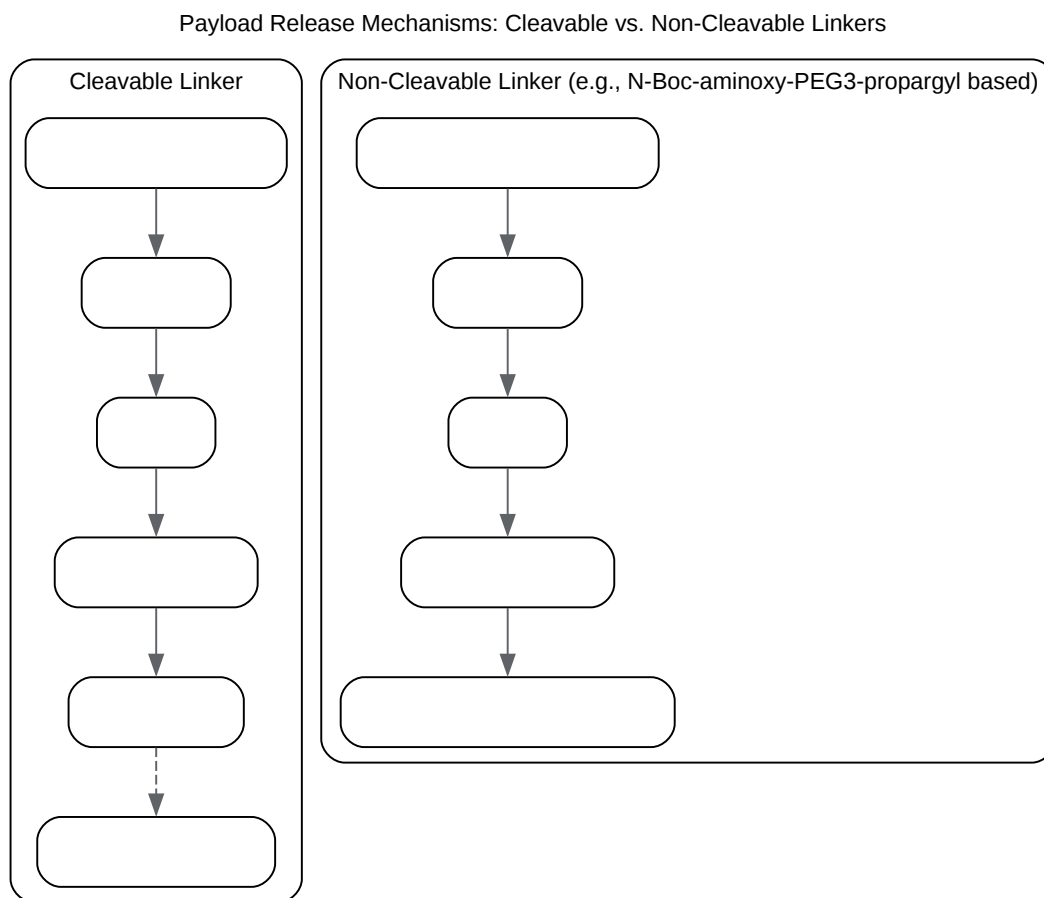 Payload Release Mechanisms: Cleavable vs. Non-Cleavable Linkers
Cleavable Linker
Non-Cleavable Linker (e.g., N-Boc-aminoxy-PEG3-propargyl based)